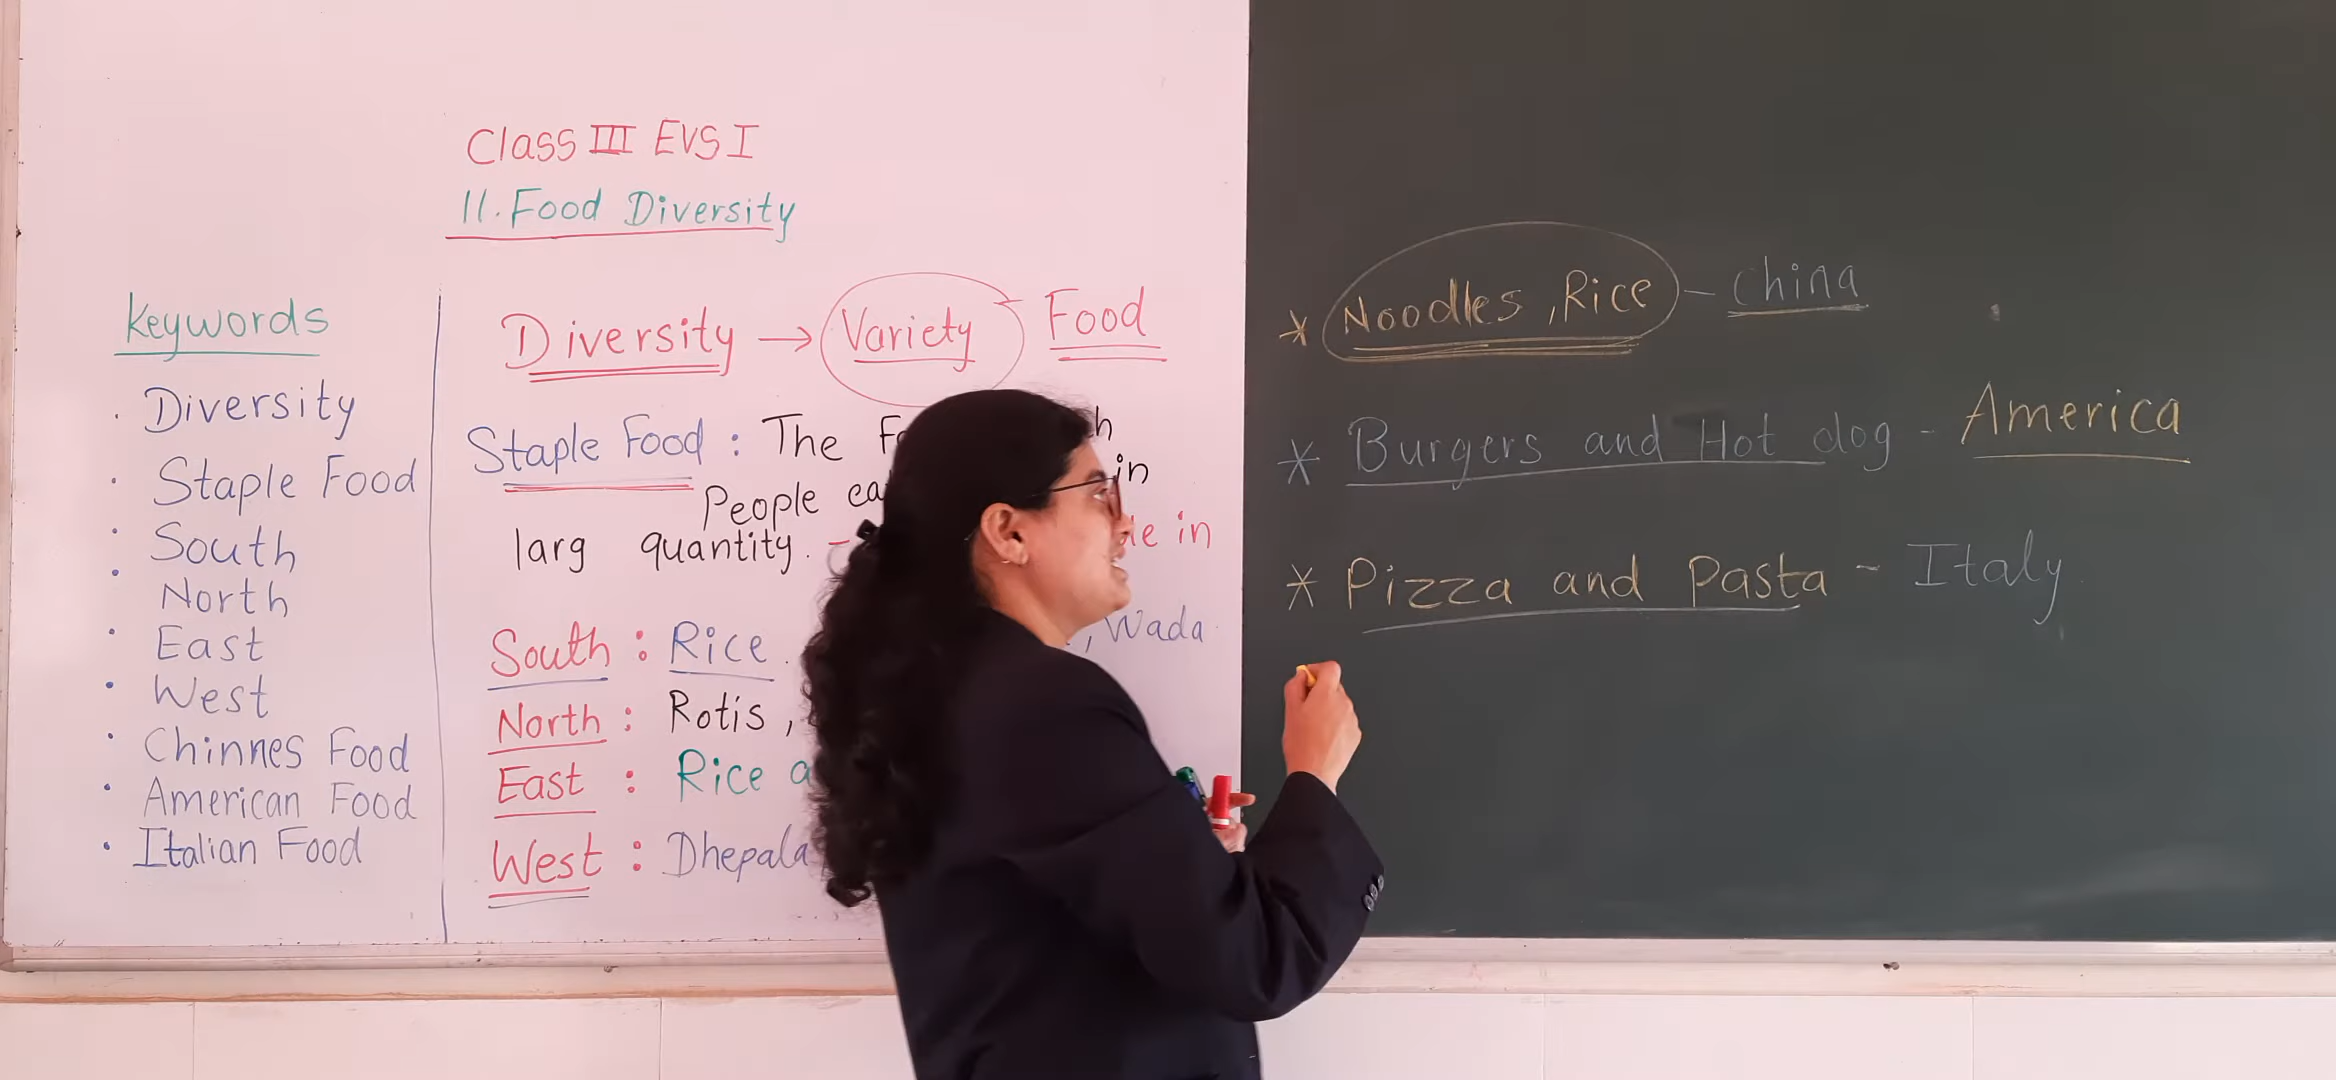 Class III EVS I
11. Food Diversity
Keywords
. Diversity
. Staple Food
. South
. North
. East
. West
. Chinnes Food
. American Food
. Italian Food
Diversity → Variety Food
Staple Food : The
People in
larg quantity. - in
South : Rice . , Wada
North : Rotis ,
East : Rice
West : Dhepala
* Noodles , Rice - China
* Burgers and Hot dog - America
* Pizza and Pasta - Italy